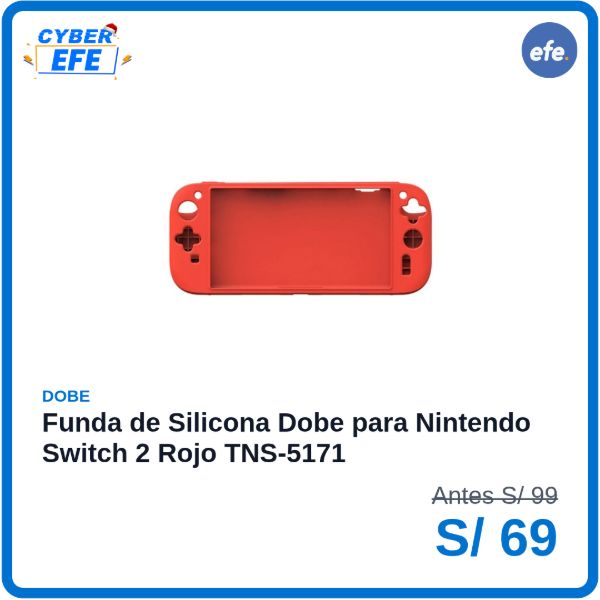 CYBER
EFE
efe.
DOBE
Funda de Silicona Dobe para Nintendo
Switch 2 Rojo TNS-5171
Antes S/ 99
S/ 69